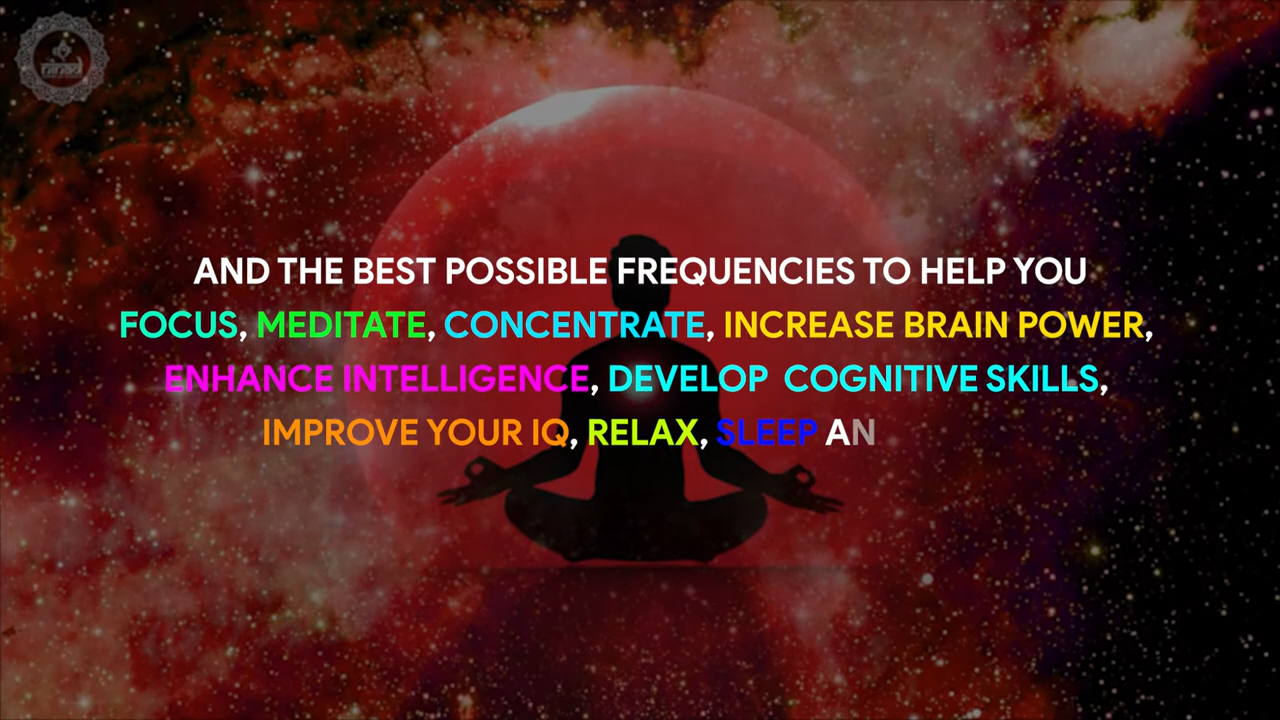 AND THE BEST POSSIBLE FREQUENCIES TO HELP YOU
FOCUS, MEDITATE, CONCENTRATE, INCREASE BRAIN POWER,
ENHANCE INTELLIGENCE, DEVELOP COGNITIVE SKILLS,
IMPROVE YOUR IQ, RELAX, SLEEP AN